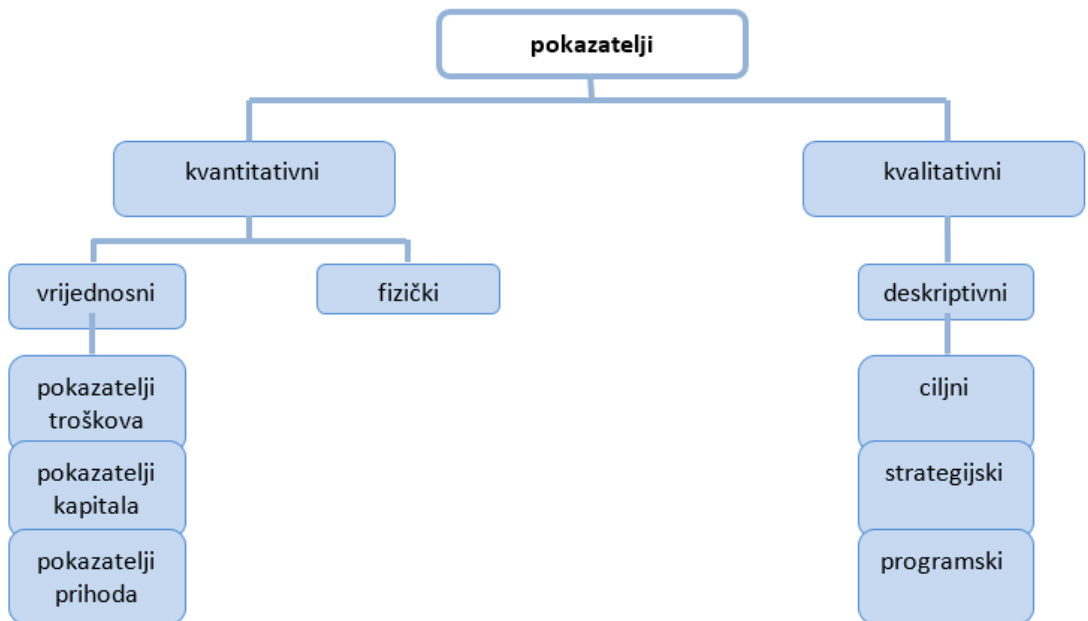 pokazatelji
kvantitativni
kvalitativni
vrijednosni
fizički
deskriptivni
pokazatelji
troškova
ciljni
pokazatelji
kapitala
strategijski
pokazatelji
prihoda
programski